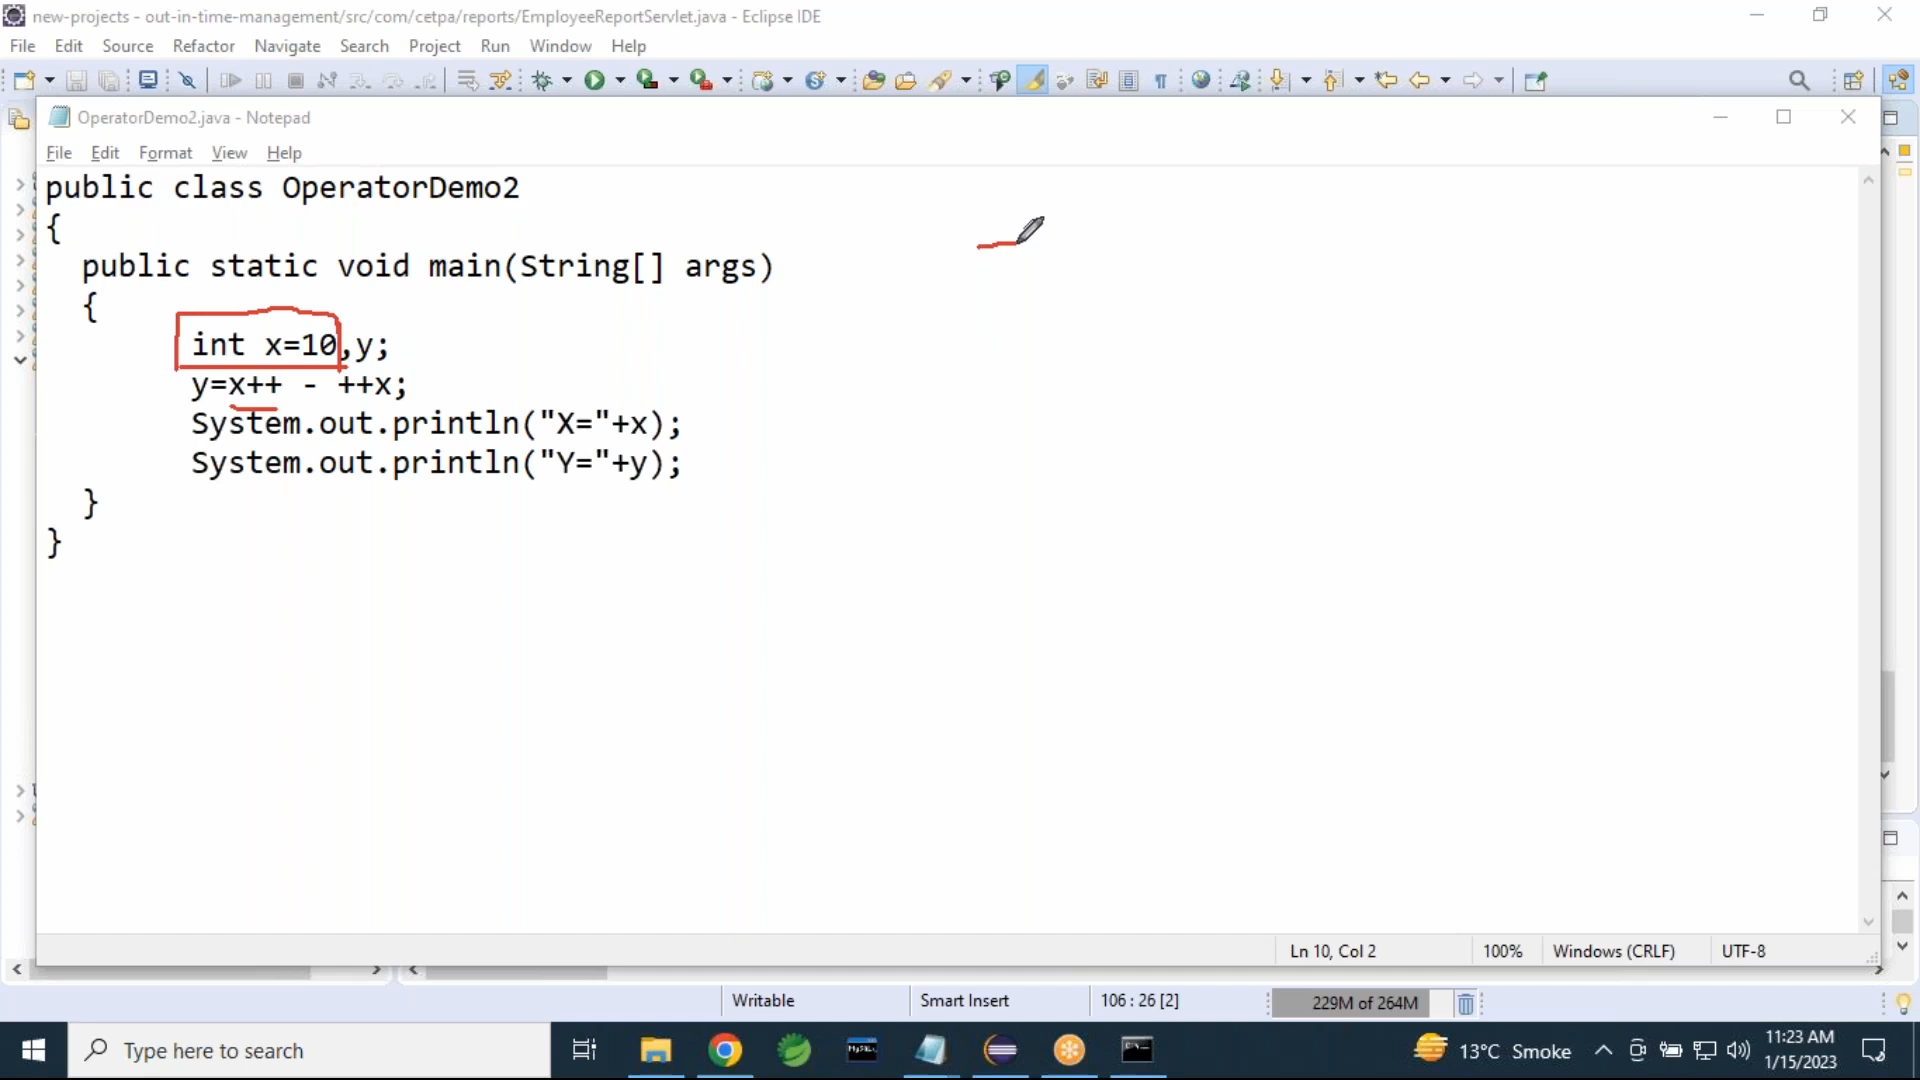 new-projects - out-in-time-management/src/com/cetpa/reports/EmployeeReportServlet.java - Eclipse IDE
File Edit Source Refactor Navigate Search Project Run Window Help
OperatorDemo2.java - Notepad
File Edit Format View Help
public class OperatorDemo2
{
public static void main(String[] args)
{
int x=10,y;
y=x++ - ++x;
System.out.println("X="+x);
System.out.println("Y="+y);
}
}
Ln 10, Col 2 100% Windows (CRLF) UTF-8
Writable Smart Insert 106 : 26 [2] 229M of 264M
Type here to search
13°C Smoke
11:23 AM
1/15/2023